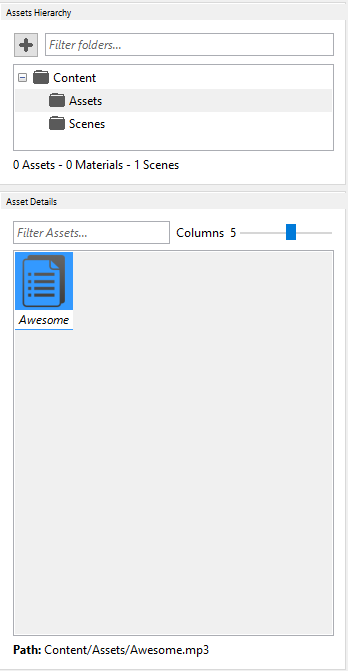 Assets Hierarchy
Filter folders...
Content
Assets
Scenes
0 Assets - 0 Materials - 1 Scenes
Asset Details
Filter Assets... Columns 5
Awesome
Path: Content/Assets/Awesome.mp3